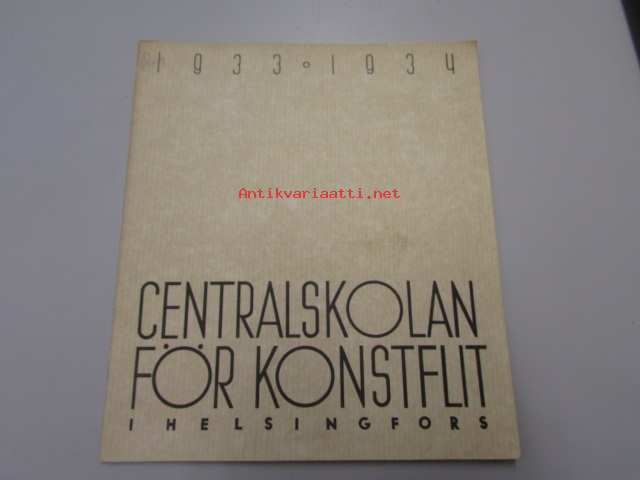 1933 o 1934
Antikvariaatti.net
CENTRALSKOLAN
FÖR KONSTFLIT
I HELSINGFORS